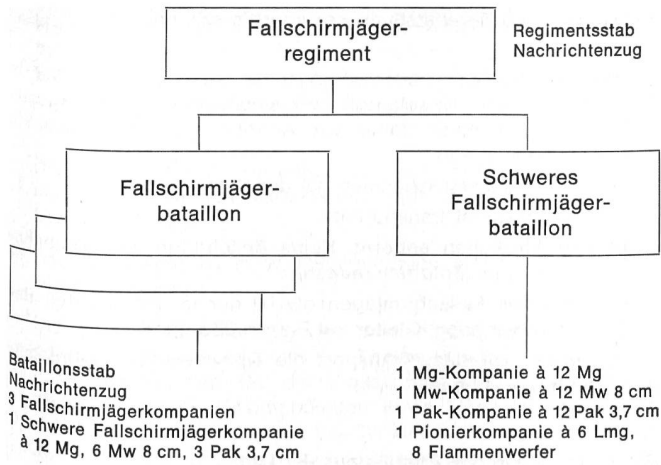 Fallschirmjäger-
regiment
Regimentsstab
Nachrichtenzug
Fallschirmjäger-
bataillon
Schweres
Fallschirmjäger-
bataillon
Bataillonsstab
Nachrichtenzug
3 Fallschirmjägerkompanien
1 Schwere Fallschirmjägerkompanie
à 12 Mg, 6 Mw 8 cm, 3 Pak 3,7 cm
1 Mg-Kompanie à 12 Mg
1 Mw-Kompanie à 12 Mw 8 cm
1 Pak-Kompanie à 12 Pak 3,7 cm
1 Pionierkompanie à 6 Lmg,
8 Flammenwerfer